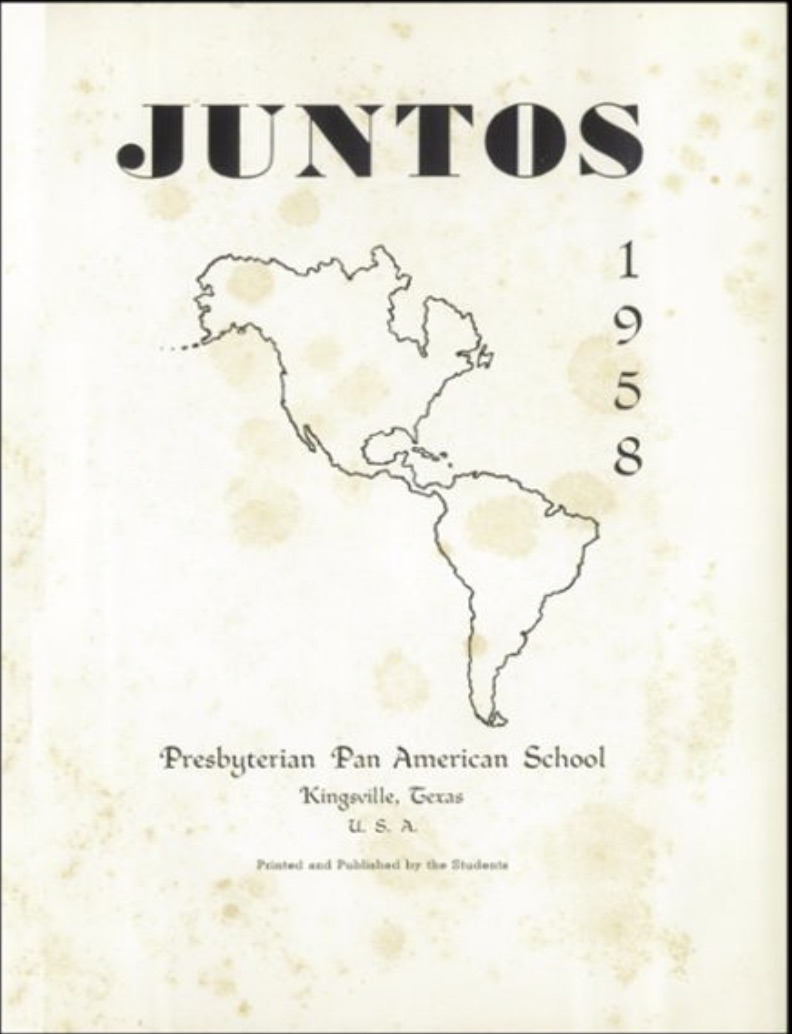 JUNTOS
1
9
5
8
Presbyterian Pan American School
Kingsville, Texas
U. S. A.
Printed and Published by the Students